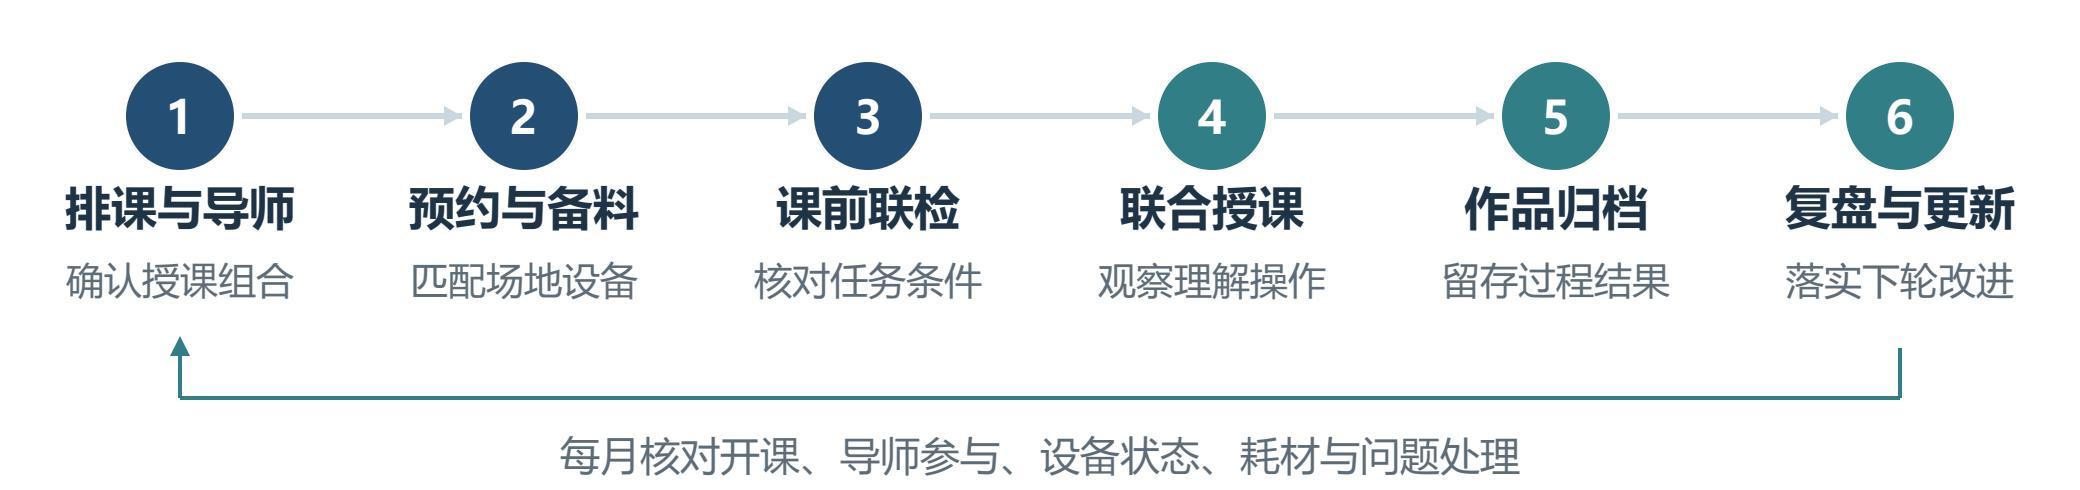 1 2 3 4 5 6
排课与导师 预约与备料 课前联检 联合授课 作品归档 复盘与更新
确认授课组合 匹配场地设备 核对任务条件 观察理解操作 留存过程结果 落实下轮改进
每月核对开课、导师参与、设备状态、耗材与问题处理